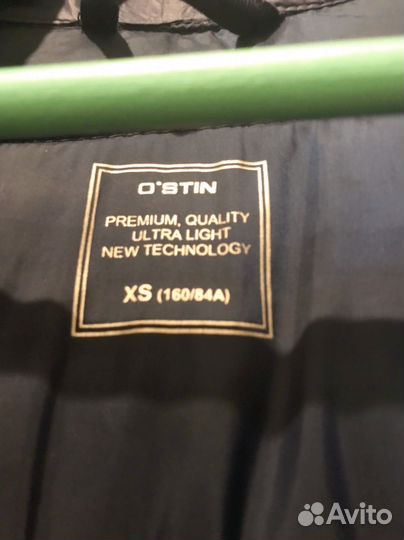 O'STIN
PREMIUM, QUALITY
ULTRA LIGHT
NEW TECHNOLOGY
XS (160/84A)
Avito